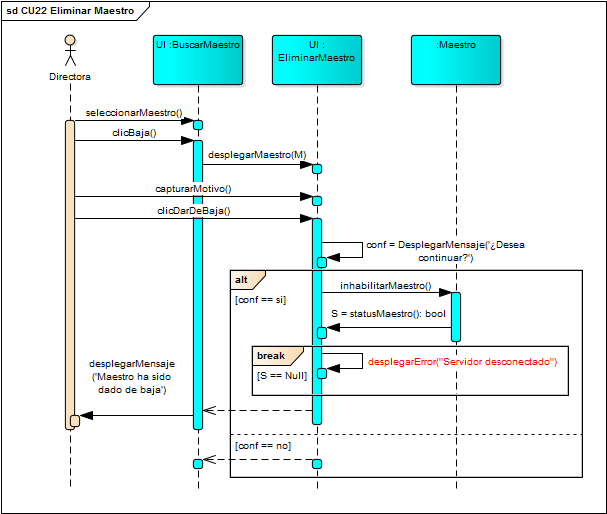 sd CU22 Eliminar Maestro
Directora
UI :BuscarMaestro
UI :
EliminarMaestro
:Maestro
seleccionarMaestro()
clicBaja()
desplegarMaestro(M)
capturarMotivo()
clicDarDeBaja()
conf = DesplegarMensaje('¿Desea
continuar?')
alt
[conf == si]
inhabilitarMaestro()
S = statusMaestro(): bool
break
[S == Null]
desplegarError("Servidor desconectado")
desplegarMensaje
('Maestro ha sido
dado de baja')
[conf == no]